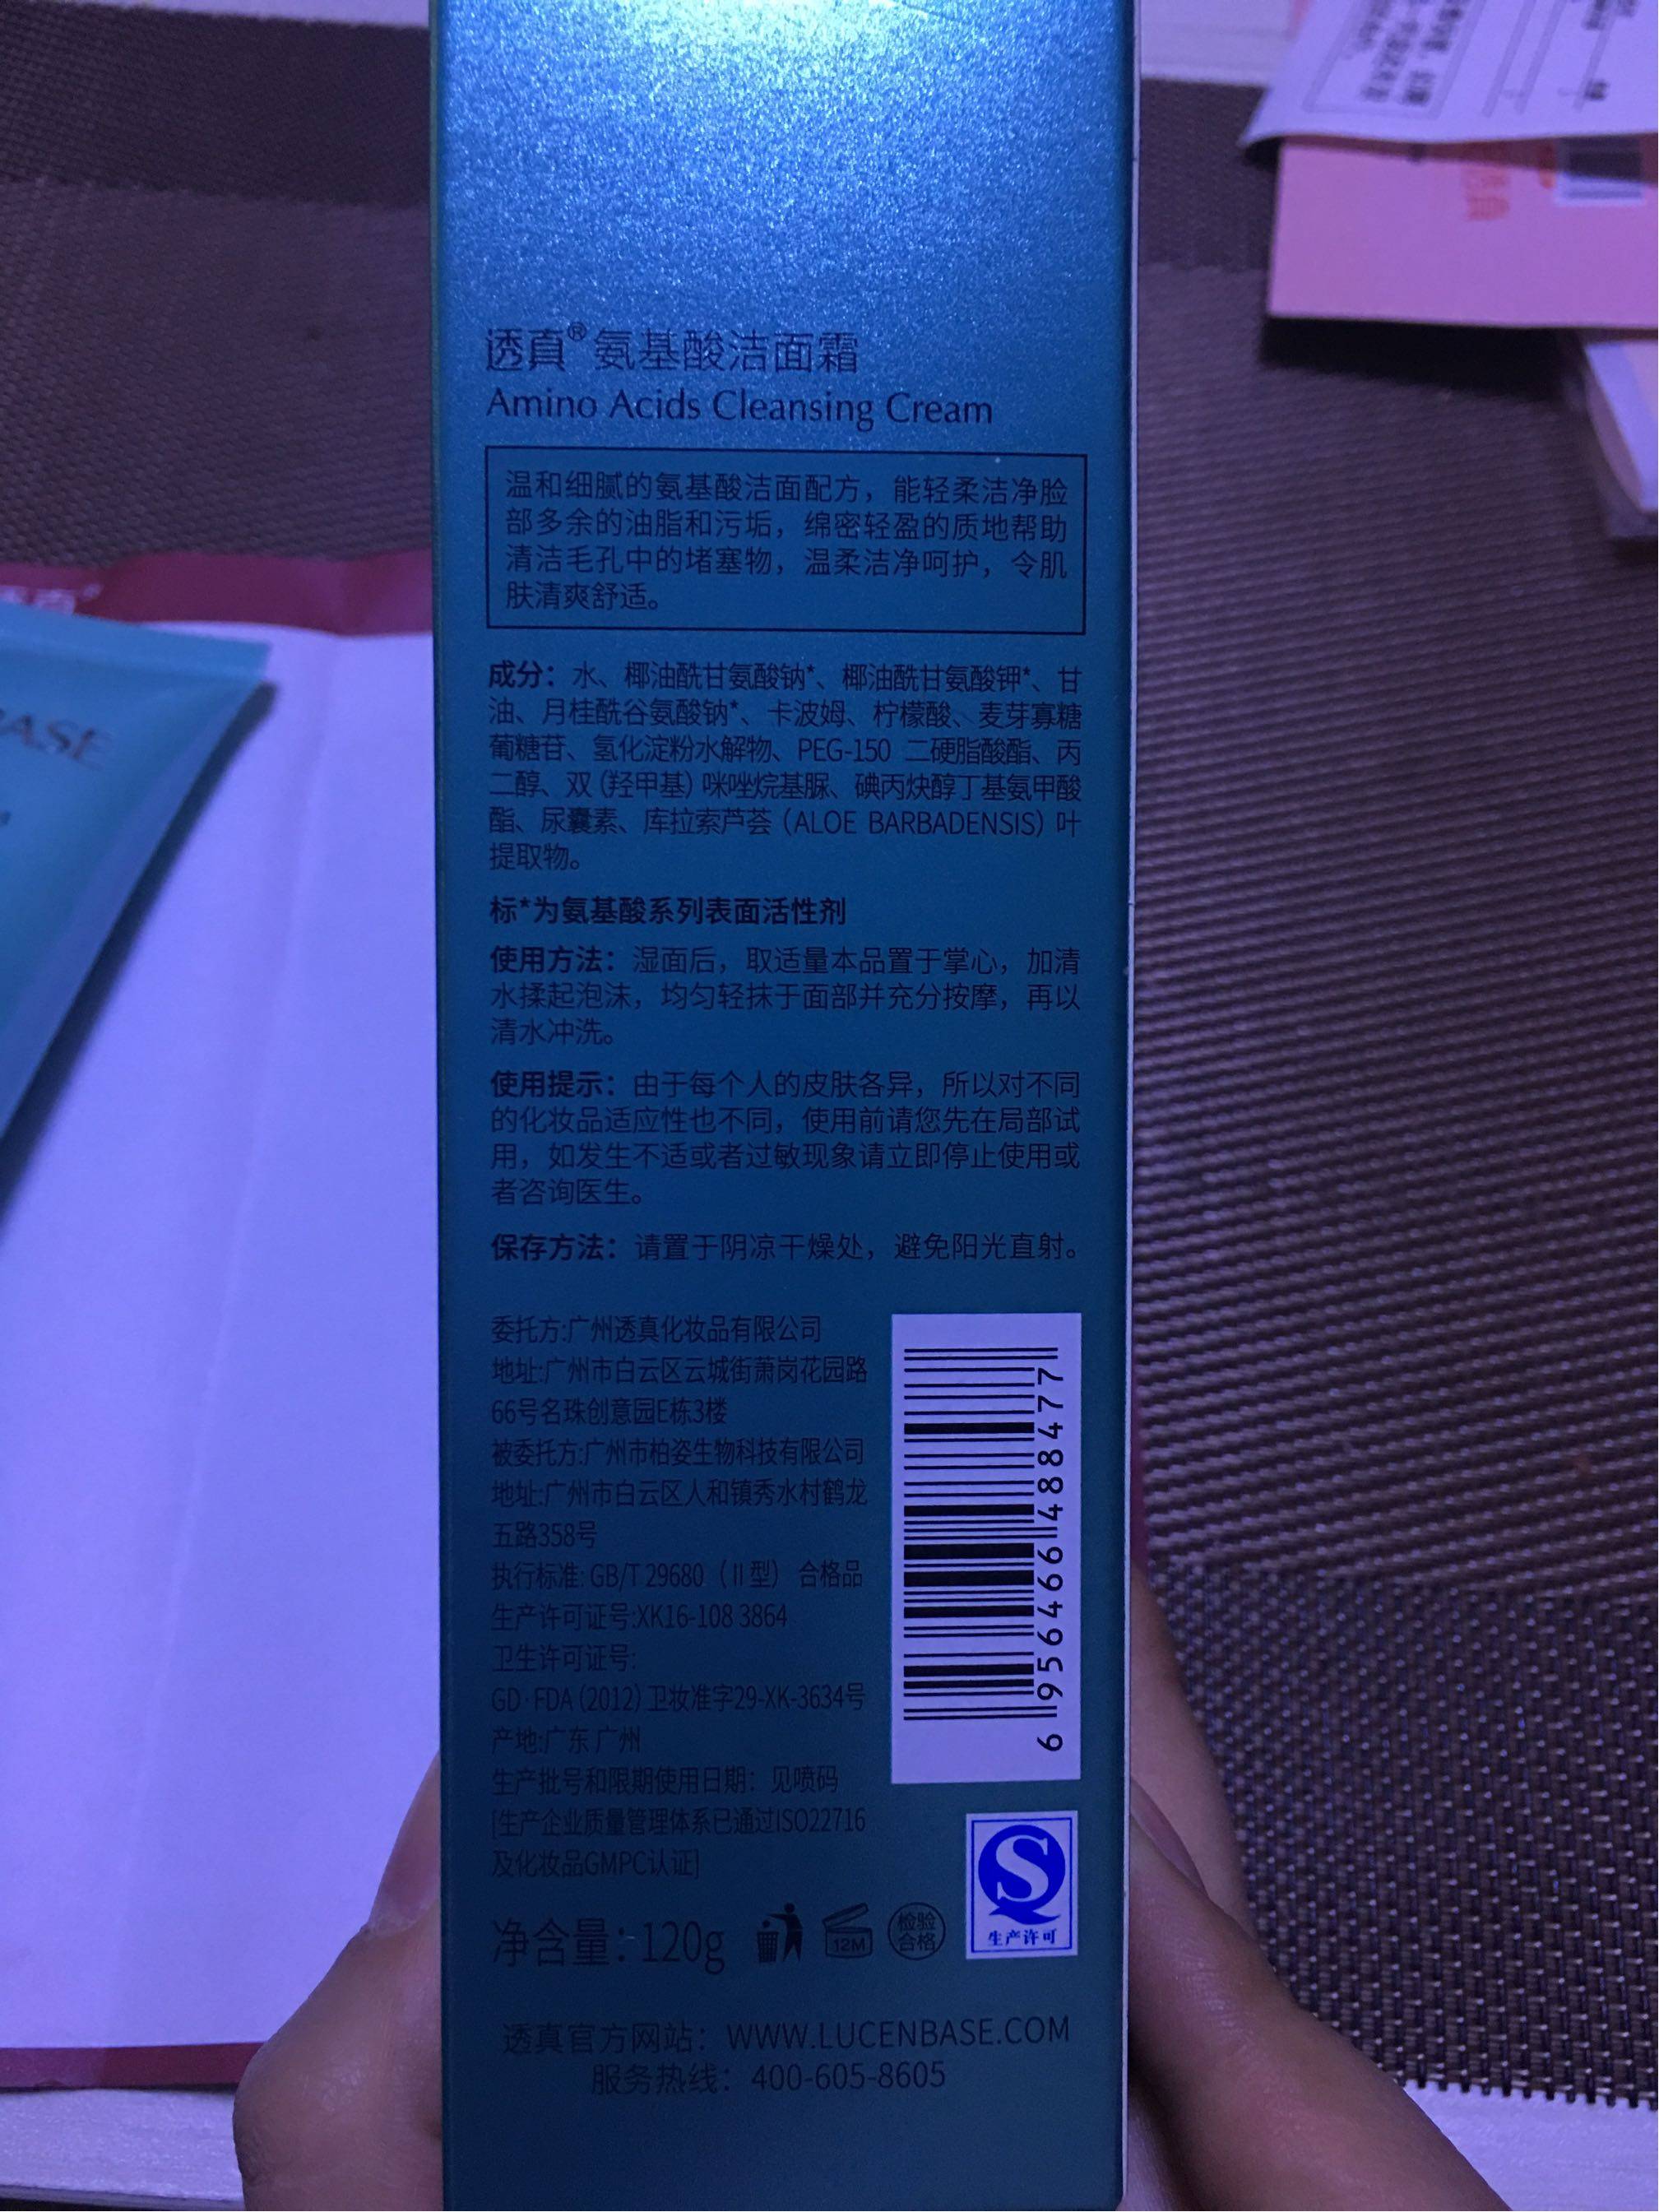 透真®氨基酸洁面霜
Amino Acids Cleansing Cream
温和细腻的氨基酸洁面配方，能轻柔洁净脸
部多余的油脂和污垢，绵密轻盈的质地帮助
清洁毛孔中的堵塞物，温柔洁净呵护，令肌
肤清爽舒适。
成分：水、椰油酰甘氨酸钠*、椰油酰甘氨酸钾*、甘
油、月桂酰谷氨酸钠*、卡波姆、柠檬酸、麦芽寡糖
葡糖苷、氢化淀粉水解物、PEG-150 二硬脂酸酯、丙
二醇、双（羟甲基）咪唑烷基脲、碘丙炔醇丁基氨甲酸
酯、尿囊素、库拉索芦荟（ALOE BARBADENSIS）叶
提取物。
标*为氨基酸系列表面活性剂
使用方法：湿面后，取适量本品置于掌心，加清
水揉起泡沫，均匀轻抹于面部并充分按摩，再以
清水冲洗。
使用提示：由于每个人的皮肤各异，所以对不同
的化妆品适应性也不同，使用前请您先在局部试
用，如发生不适或者过敏现象请立即停止使用或
者咨询医生。
保存方法：请置于阴凉干燥处，避免阳光直射。
委托方:广州透真化妆品有限公司
地址:广州市白云区云城街萧岗花园路
66号名珠创意园E栋3楼
被委托方:广州市柏姿生物科技有限公司
地址:广州市白云区人和镇秀水村鹤龙
五路358号
执行标准: GB/T 29680（II型） 合格品
生产许可证号:XK16-108 3864
卫生许可证号:
GD·FDA (2012) 卫妆准字29-XK-3634号
产地:广东 广州
生产批号和限期使用日期：见喷码
[生产企业质量管理体系已通过ISO22716
及化妆品GMPC认证]
6956499488477
净含量：120g
12M
检验
合格
生产许可
透真官方网站：WWW.LUCENBASE.COM
服务热线：400-605-8605
BASE